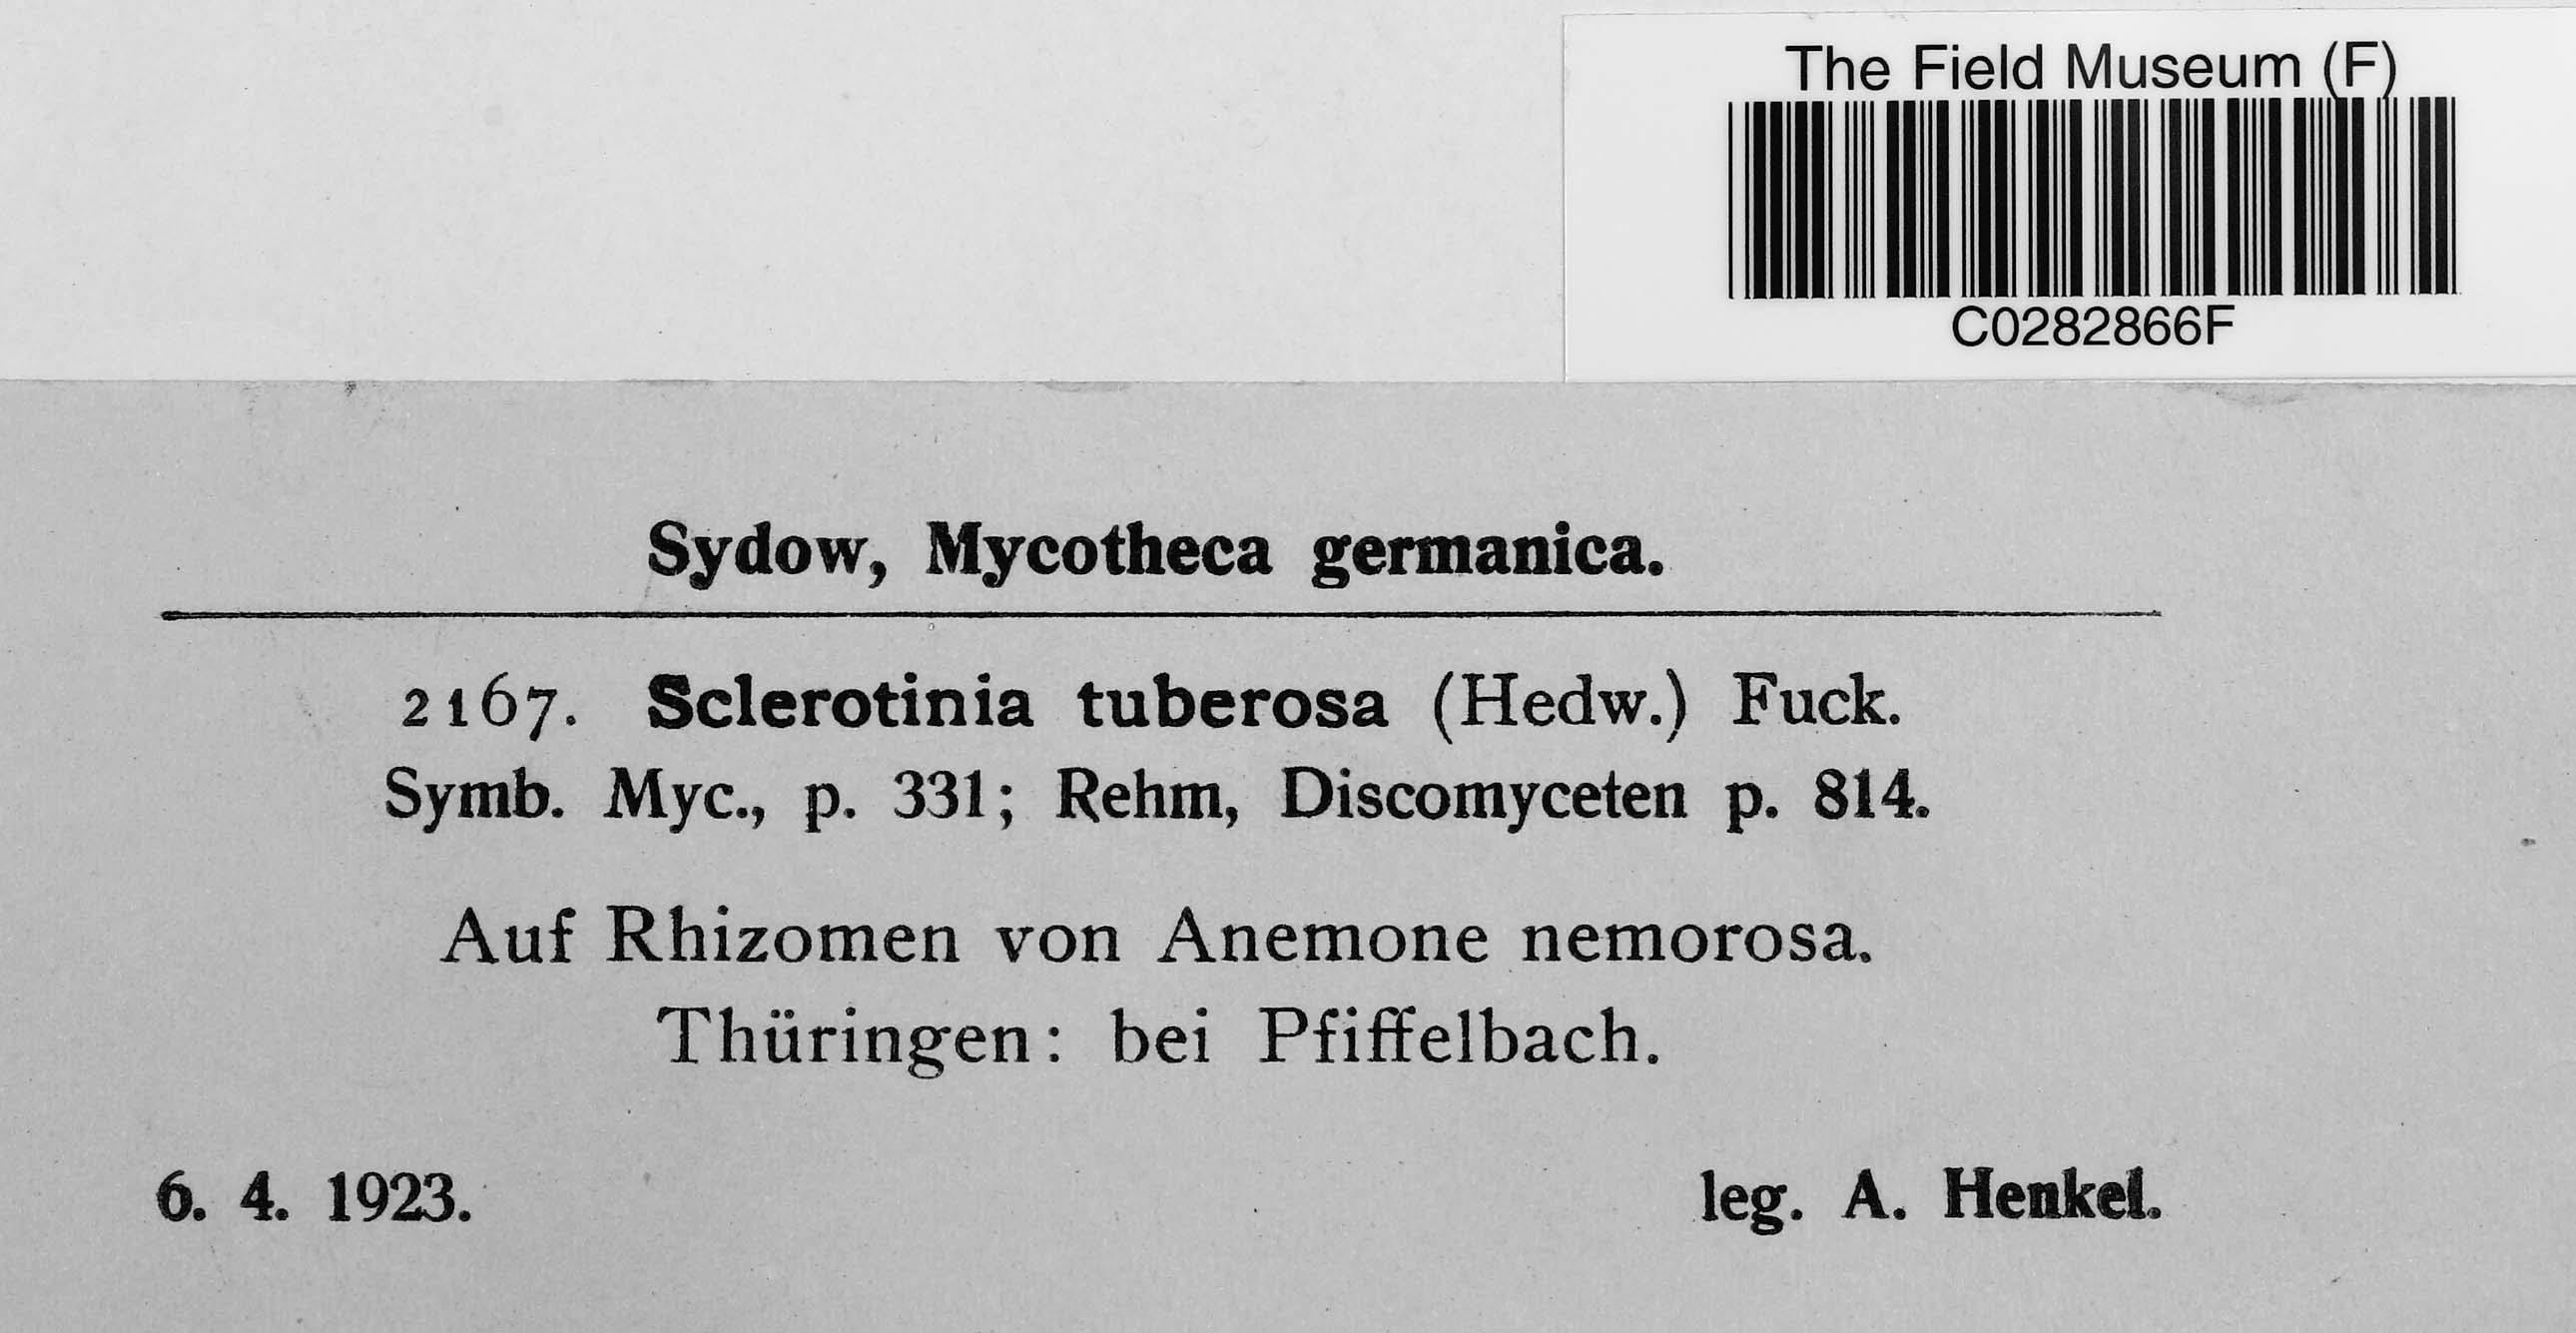 The Field Museum (F)
C0282866F
Sydow, Mycotheca germanica.
2167. Sclerotinia tuberosa (Hedw.) Fuck.
Symb. Myc., p. 331; Rehm, Discomyceten p. 814.
Auf Rhizomen von Anemone nemorosa.
Thüringen: bei Pfiffelbach.
6. 4. 1923. leg. A. Henkel.